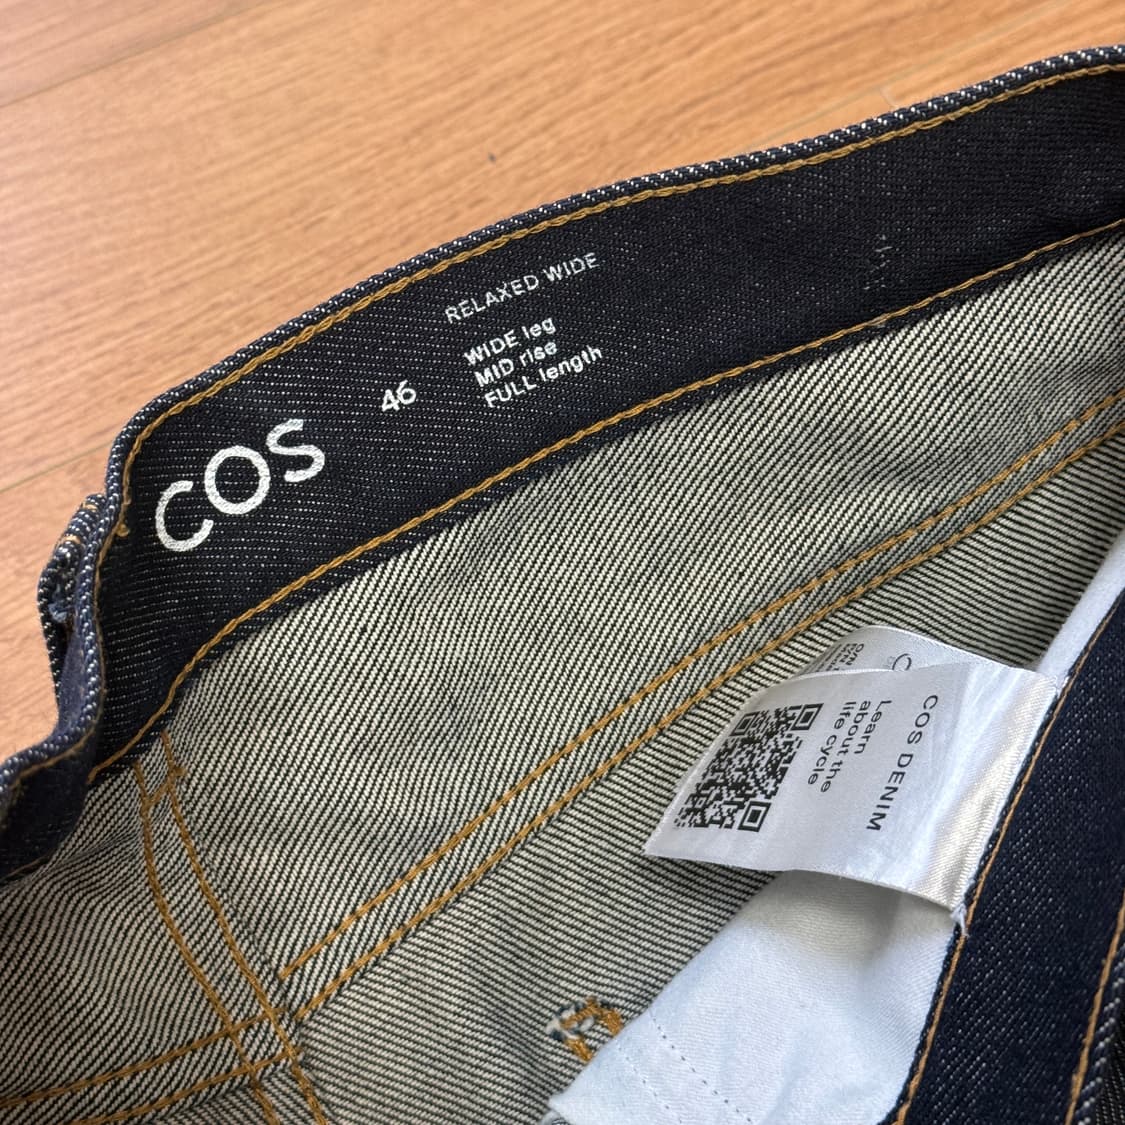 RELAXED WIDE
WIDE leg
MID rise
FULL length
46
COS
COS DENIM
Learn
about the
life cycle